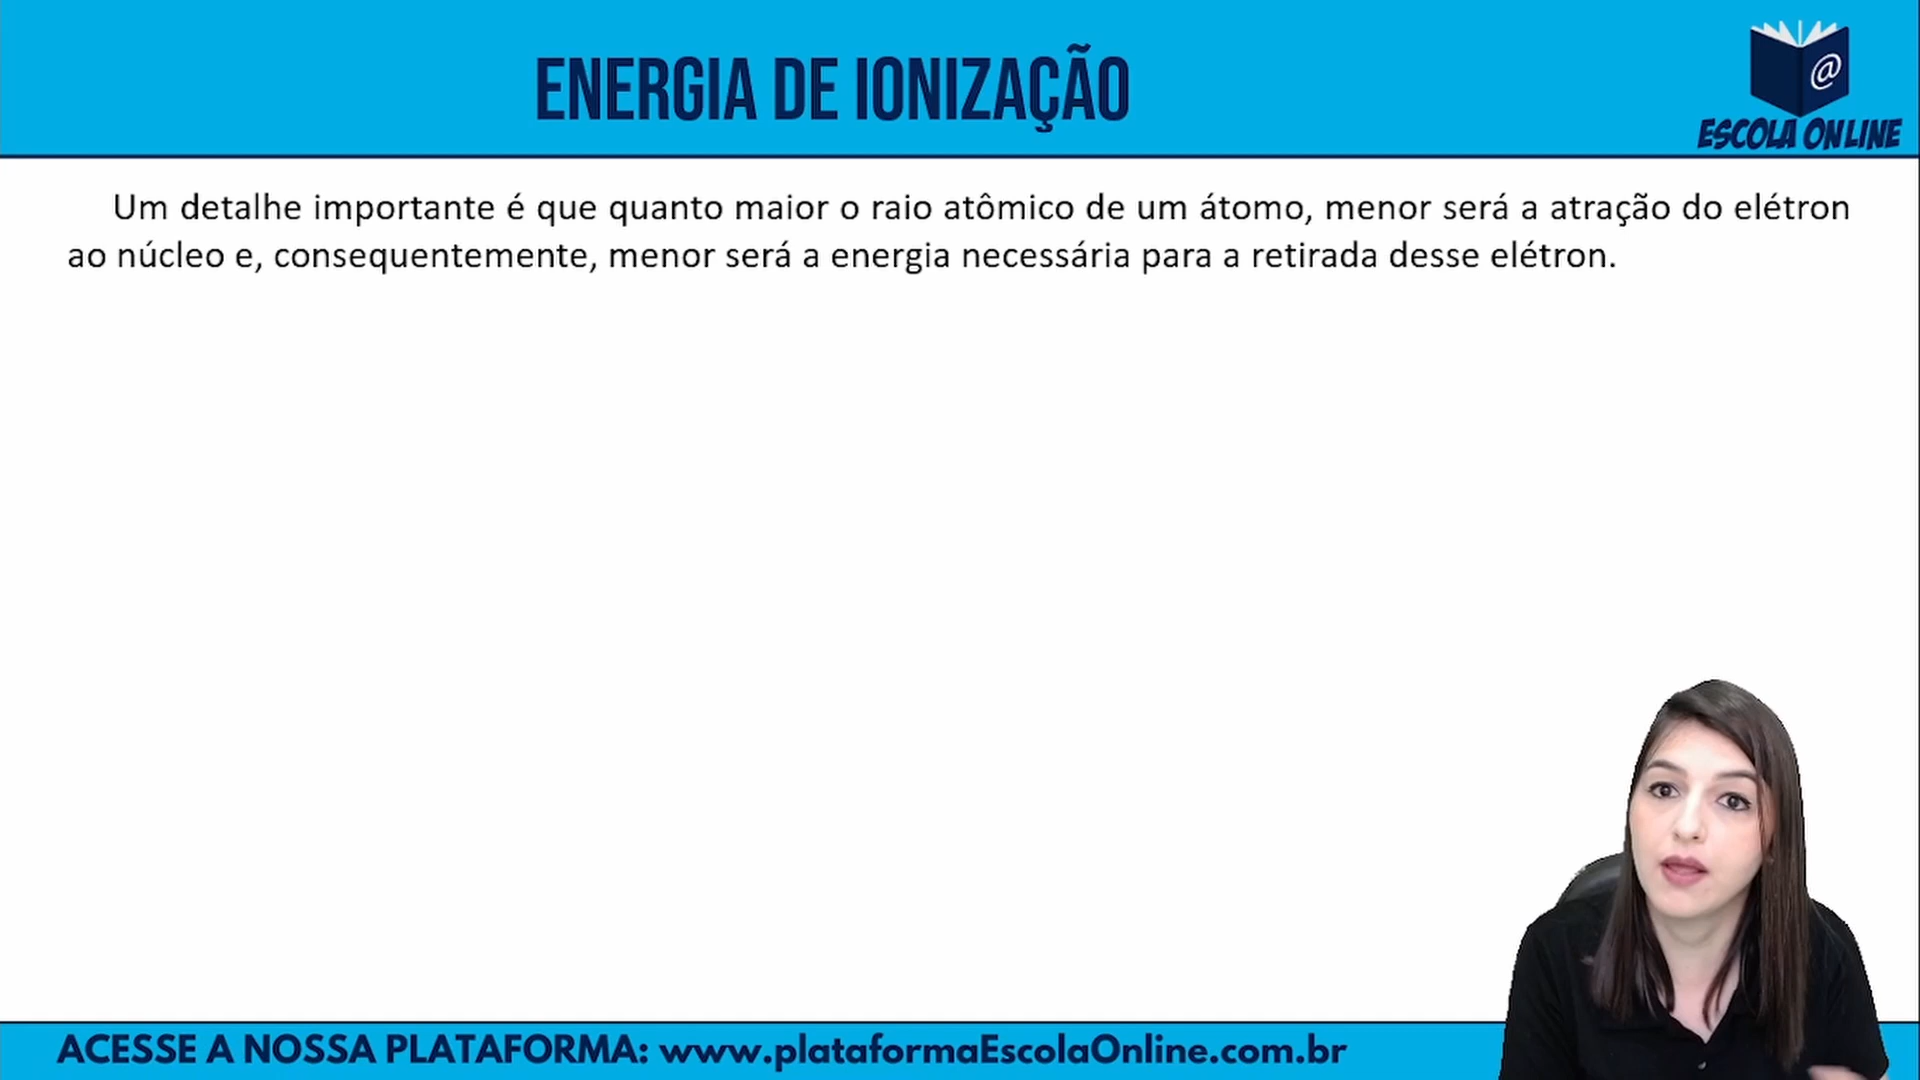 ENERGIA DE IONIZAÇÃO
@
ESCOLA ONLINE
Um detalhe importante é que quanto maior o raio atômico de um átomo, menor será a atração do elétron
ao núcleo e, consequentemente, menor será a energia necessária para a retirada desse elétron.
ACESSE A NOSSA PLATAFORMA: www.plataformaEscolaOnline.com.br